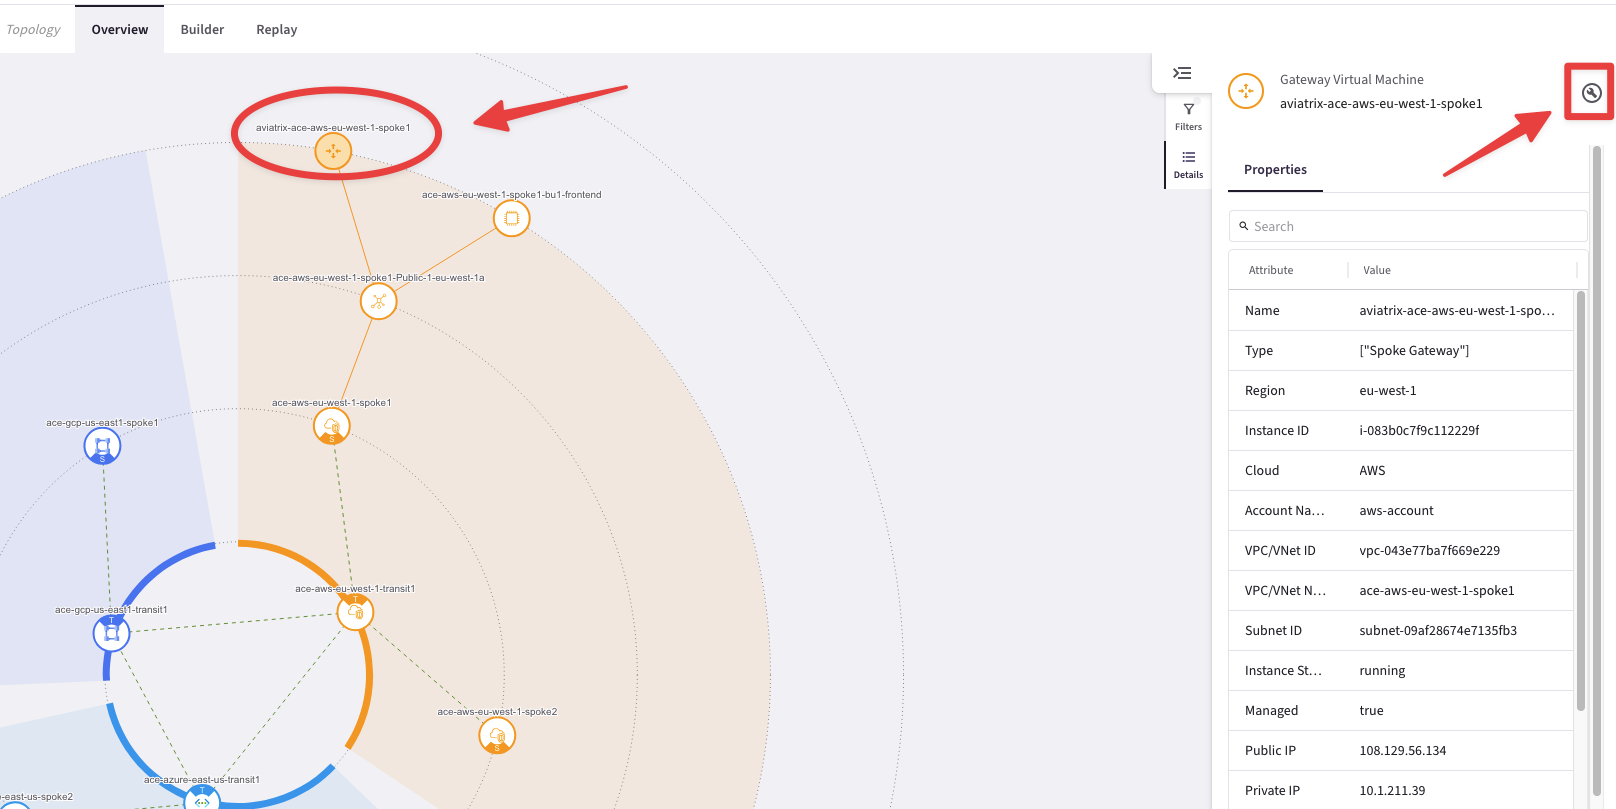 Topology
Overview
Builder
Replay
Gateway Virtual Machine
aviatrix-ace-aws-eu-west-1-spoke1
Filters
Details
Properties
Search
Attribute Value
Name aviatrix-ace-aws-eu-west-1-spo…
Type ["Spoke Gateway"]
Region eu-west-1
Instance ID i-083b0c7f9c112229f
Cloud AWS
Account Na… aws-account
VPC/VNet ID vpc-043e77ba7f669e229
VPC/VNet N… ace-aws-eu-west-1-spoke1
Subnet ID subnet-09af28674e7135fb3
Instance St… running
Managed true
Public IP 108.129.56.134
Private IP 10.1.211.39
aviatrix-ace-aws-eu-west-1-spoke1
ace-aws-eu-west-1-spoke1-bu1-frontend
ace-aws-eu-west-1-spoke1-Public-1-eu-west-1a
ace-aws-eu-west-1-spoke1
S
ace-gcp-us-east1-spoke1
S
ace-aws-eu-west-1-transit1
T
ace-gcp-us-east1-transit1
T
ace-aws-eu-west-1-spoke2
S
ace-azure-east-us-transit1
T
-east-us-spoke2